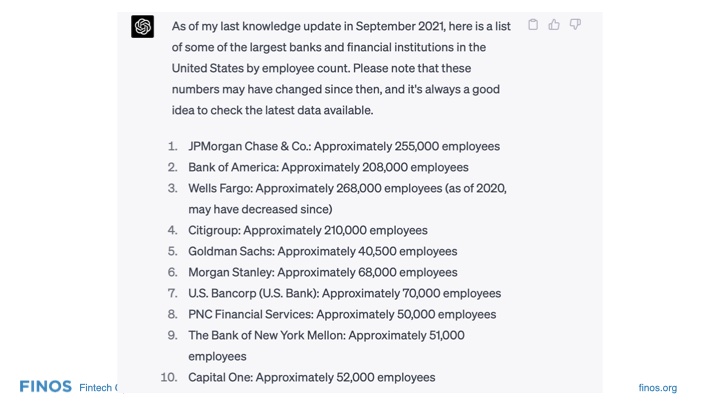 As of my last knowledge update in September 2021, here is a list
of some of the largest banks and financial institutions in the
United States by employee count. Please note that these
numbers may have changed since then, and it's always a good
idea to check the latest data available.
1. JPMorgan Chase & Co.: Approximately 255,000 employees
2. Bank of America: Approximately 208,000 employees
3. Wells Fargo: Approximately 268,000 employees (as of 2020,
may have decreased since)
4. Citigroup: Approximately 210,000 employees
5. Goldman Sachs: Approximately 40,500 employees
6. Morgan Stanley: Approximately 68,000 employees
7. U.S. Bancorp (U.S. Bank): Approximately 70,000 employees
8. PNC Financial Services: Approximately 50,000 employees
9. The Bank of New York Mellon: Approximately 51,000
employees
10. Capital One: Approximately 52,000 employees
FINOS Fintech
finos.org